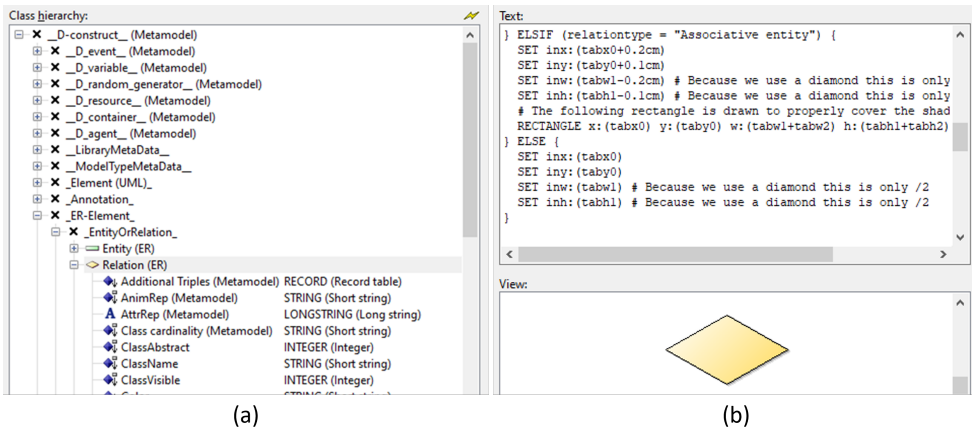 Class hierarchy:
__D-construct__ (Metamodel)
__D_event__ (Metamodel)
__D_variable__ (Metamodel)
__D_random_generator__ (Metamodel)
__D_resource__ (Metamodel)
__D_container__ (Metamodel)
__D_agent__ (Metamodel)
__LibraryMetaData__
__ModelTypeMetaData__
_Element (UML)_
_Annotation_
_ER-Element_
_EntityOrRelation_
Entity (ER)
Relation (ER)
Additional Triples (Metamodel) RECORD (Record table)
AnimRep (Metamodel) STRING (Short string)
AttrRep (Metamodel) LONGSTRING (Long string)
Class cardinality (Metamodel) STRING (Short string)
ClassAbstract INTEGER (Integer)
ClassName STRING (Short string)
ClassVisible INTEGER (Integer)
(a)
Text:
} ELSIF (relationtype = "Associative entity") {
SET inx:(tabx0+0.2cm)
SET iny:(taby0+0.1cm)
SET inw:(tabw1-0.2cm) # Because we use a diamond this is only
SET inh:(tabh1-0.1cm) # Because we use a diamond this is only
# The following rectangle is drawn to properly cover the shad
RECTANGLE x:(tabx0) y:(taby0) w:(tabw1+tabw2) h:(tabh1+tabh2)
} ELSE {
SET inx:(tabx0)
SET iny:(taby0)
SET inw:(tabw1) # Because we use a diamond this is only /2
SET inh:(tabh1) # Because we use a diamond this is only /2
}
View:
(b)